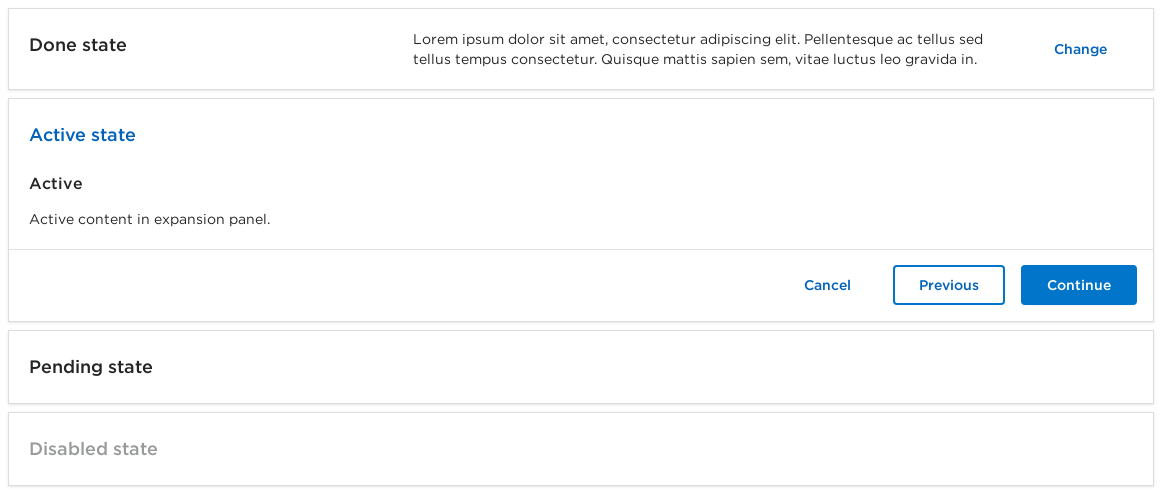 Done state
Lorem ipsum dolor sit amet, consectetur adipiscing elit. Pellentesque ac tellus sed
tellus tempus consectetur. Quisque mattis sapien sem, vitae luctus leo gravida in.
Change
Active state
Active
Active content in expansion panel.
Cancel
Previous
Continue
Pending state
Disabled state